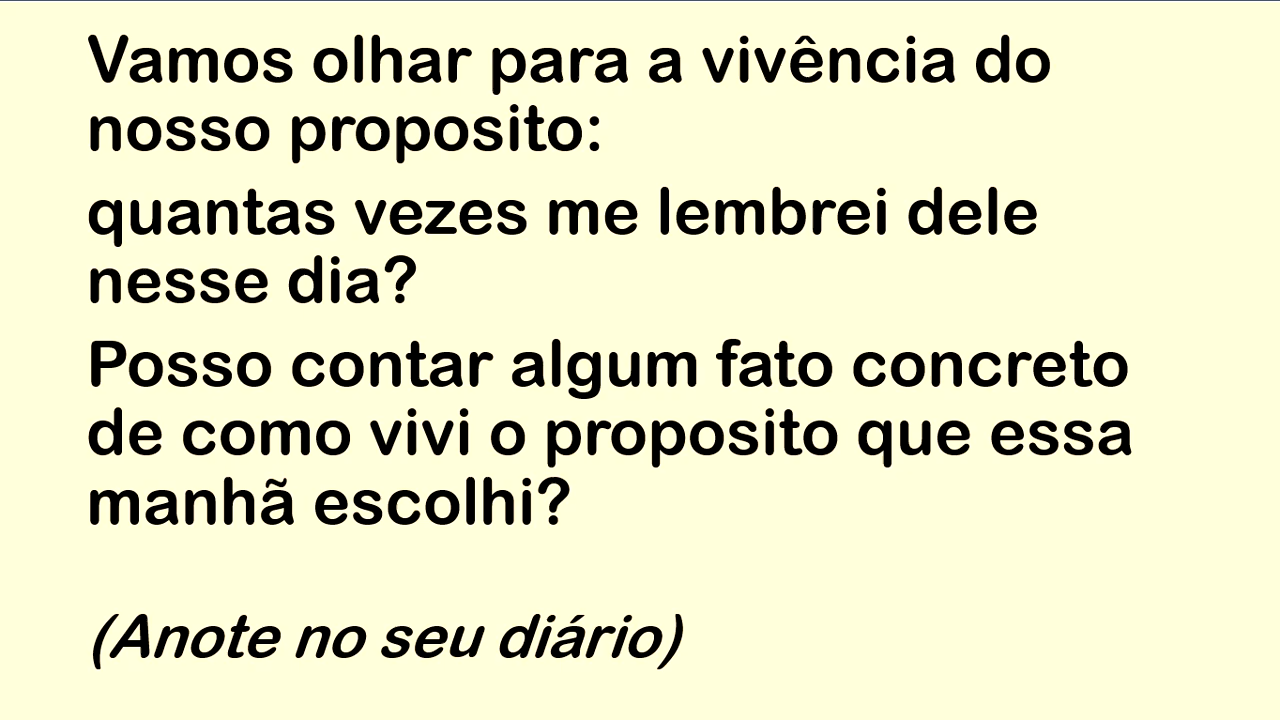 Vamos olhar para a vivência do
nosso proposito:
quantas vezes me lembrei dele
nesse dia?
Posso contar algum fato concreto
de como vivi o proposito que essa
manhã escolhi?
(Anote no seu diário)